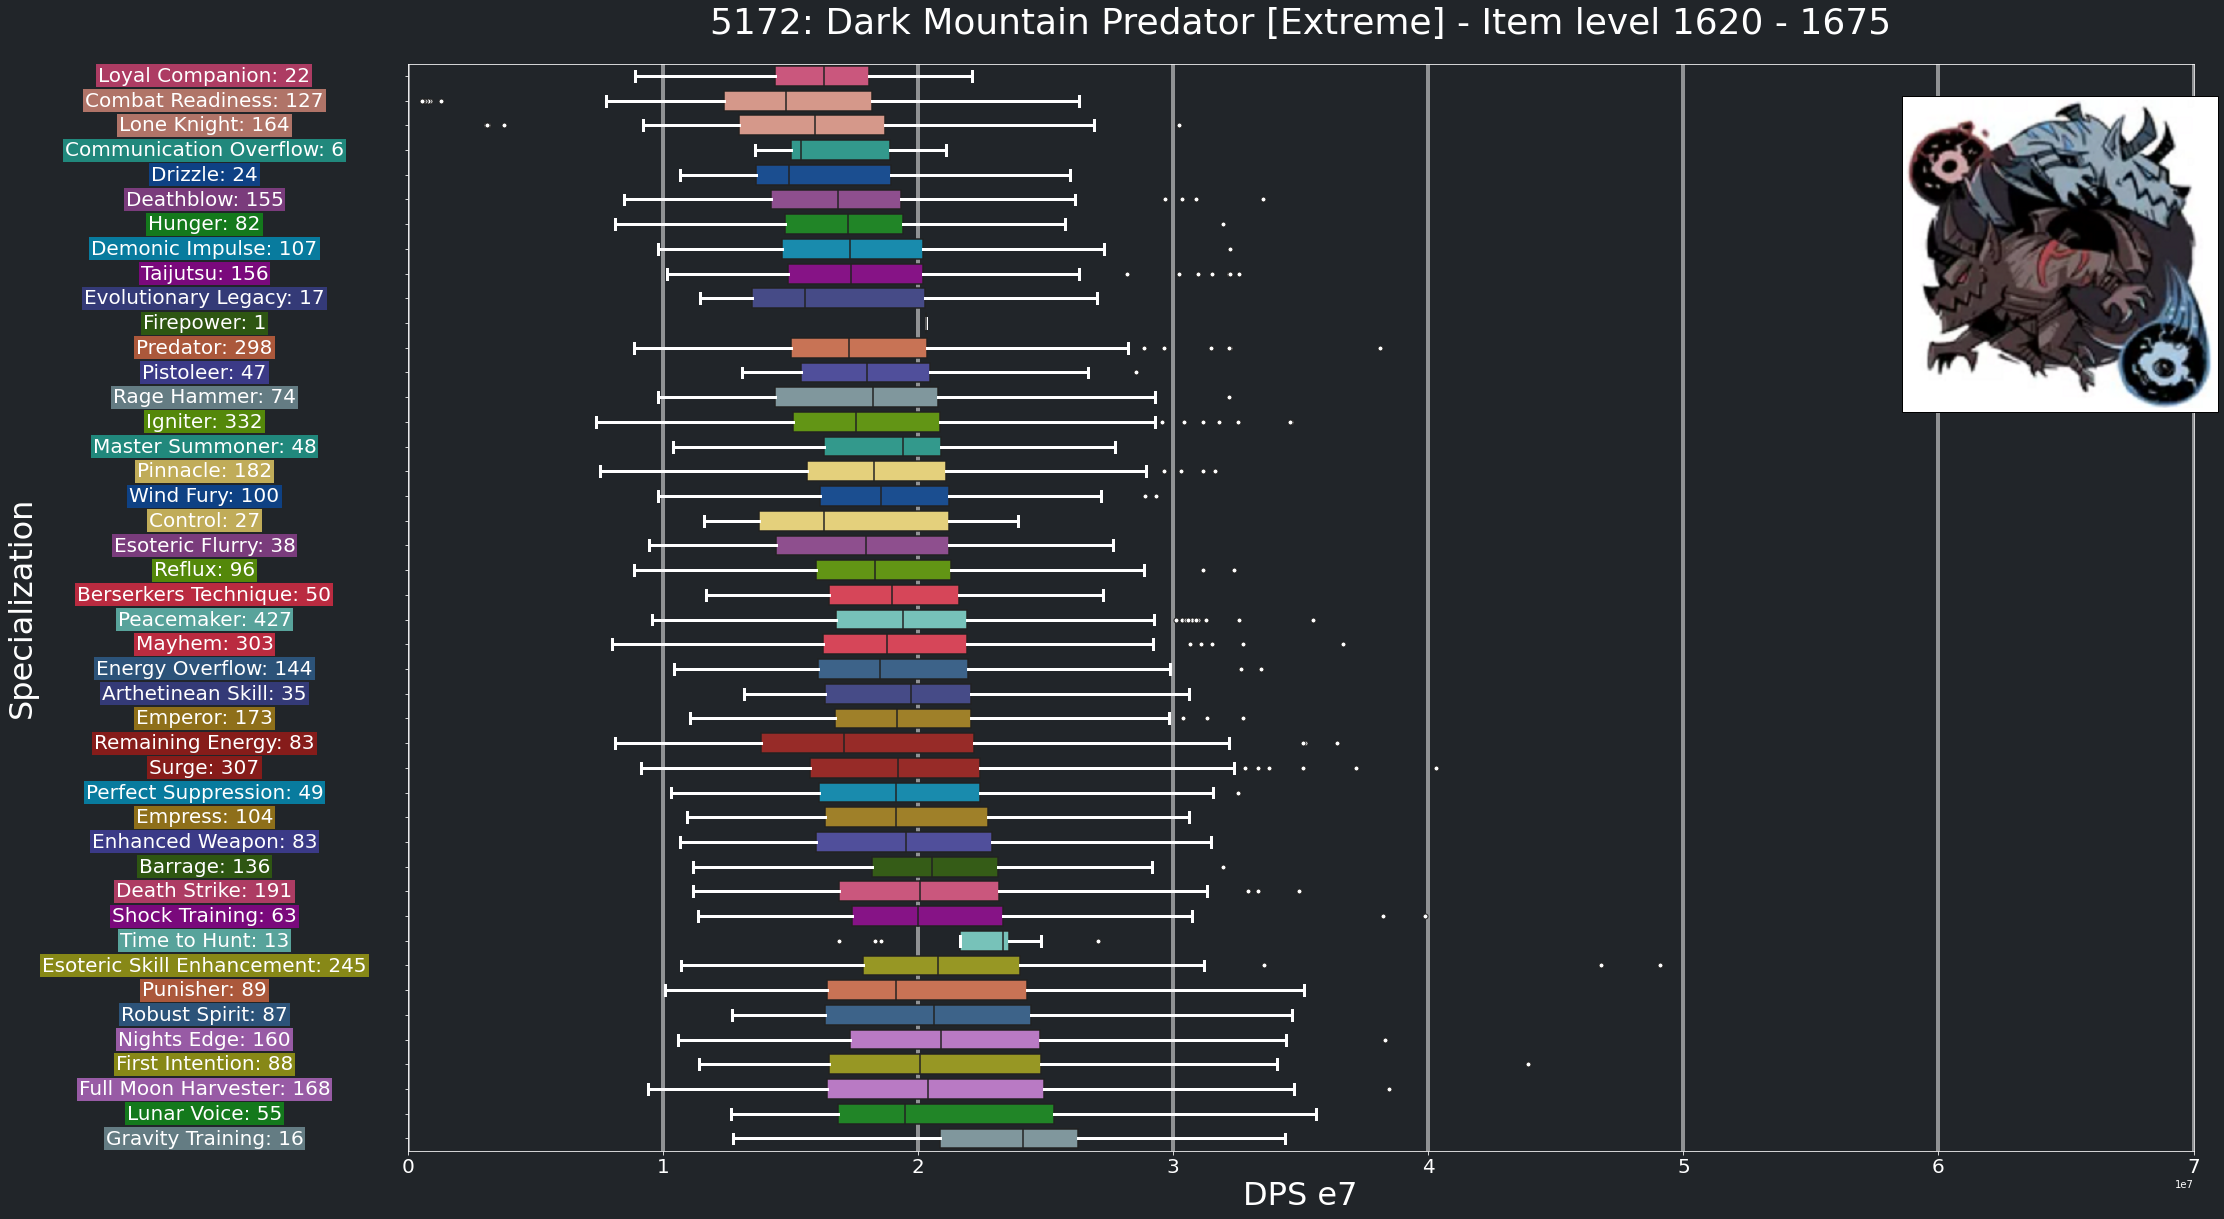 5172: Dark Mountain Predator [Extreme] - Item level 1620 - 1675
Loyal Companion: 22
Combat Readiness: 127
Lone Knight: 164
Communication Overflow: 6
Drizzle: 24
Deathblow: 155
Hunger: 82
Demonic Impulse: 107
Taijutsu: 156
Evolutionary Legacy: 17
Firepower: 1
Predator: 298
Pistoleer: 47
Rage Hammer: 74
Igniter: 332
Master Summoner: 48
Pinnacle: 182
Wind Fury: 100
Control: 27
Esoteric Flurry: 38
Reflux: 96
Berserkers Technique: 50
Peacemaker: 427
Mayhem: 303
Energy Overflow: 144
Arthetinean Skill: 35
Emperor: 173
Remaining Energy: 83
Surge: 307
Perfect Suppression: 49
Empress: 104
Enhanced Weapon: 83
Barrage: 136
Death Strike: 191
Shock Training: 63
Time to Hunt: 13
Esoteric Skill Enhancement: 245
Punisher: 89
Robust Spirit: 87
Nights Edge: 160
First Intention: 88
Full Moon Harvester: 168
Lunar Voice: 55
Gravity Training: 16
Specialization
0 1 2 3 4 5 6 7
DPS e7
1e7